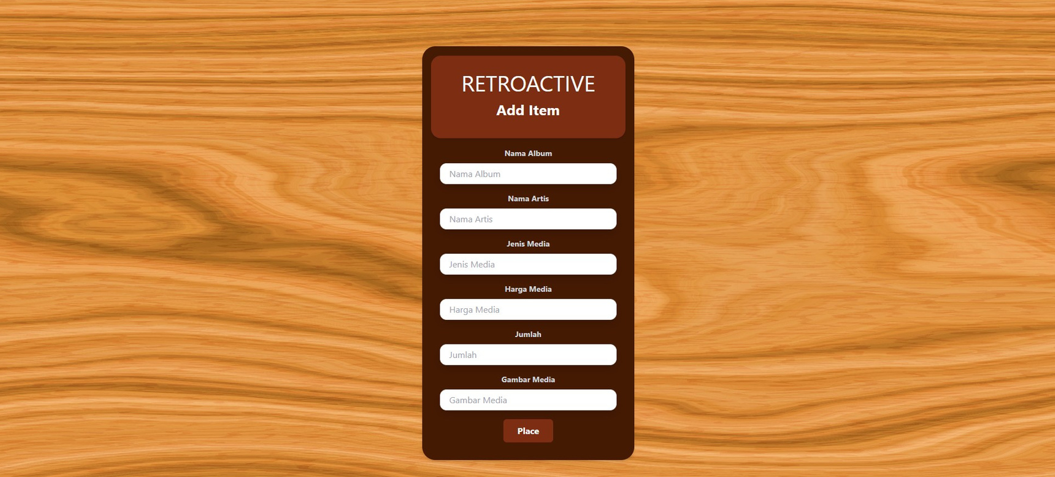 RETROACTIVE
Add Item
Nama Album
Nama Album
Nama Artis
Nama Artis
Jenis Media
Jenis Media
Harga Media
Harga Media
Jumlah
Jumlah
Gambar Media
Gambar Media
Place